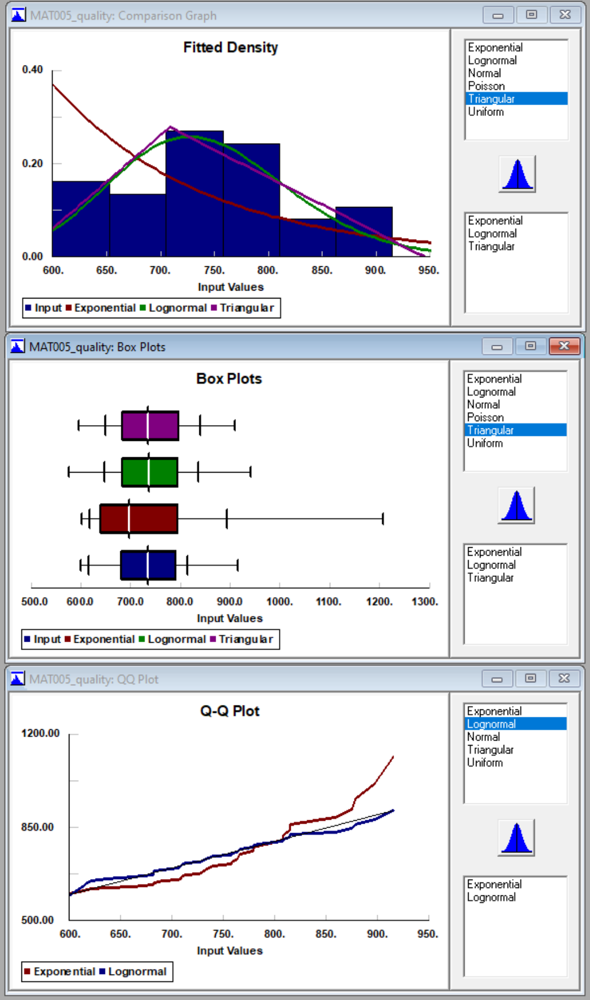 MAT005_quality: Comparison Graph
Fitted Density
0.40
0.20
0.00
600. 650. 700. 750. 800. 850. 900. 950.
Input Values
Input Exponential Lognormal Triangular
Exponential
Lognormal
Normal
Poisson
Triangular
Uniform
Exponential
Lognormal
Triangular
MAT005_quality: Box Plots
Box Plots
500.0 600.0 700.0 800.0 900.0 1000. 1100. 1200. 1300.
Input Values
Input Exponential Lognormal Triangular
Exponential
Lognormal
Normal
Poisson
Triangular
Uniform
Exponential
Lognormal
Triangular
MAT005_quality: QQ Plot
Q-Q Plot
1200.00
850.00
500.00
600. 650. 700. 750. 800. 850. 900. 950.
Input Values
Exponential Lognormal
Exponential
Lognormal
Normal
Triangular
Uniform
Exponential
Lognormal